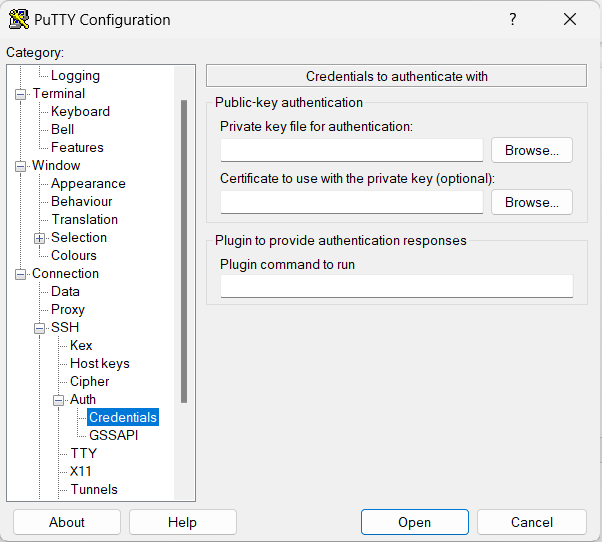 PuTTY Configuration
?
Category:
Logging
Terminal
Keyboard
Bell
Features
Window
Appearance
Behaviour
Translation
Selection
Colours
Connection
Data
Proxy
SSH
Kex
Host keys
Cipher
Auth
Credentials
GSSAPI
TTY
X11
Tunnels
Credentials to authenticate with
Public-key authentication
Private key file for authentication:
Browse...
Certificate to use with the private key (optional):
Browse...
Plugin to provide authentication responses
Plugin command to run
About
Help
Open
Cancel